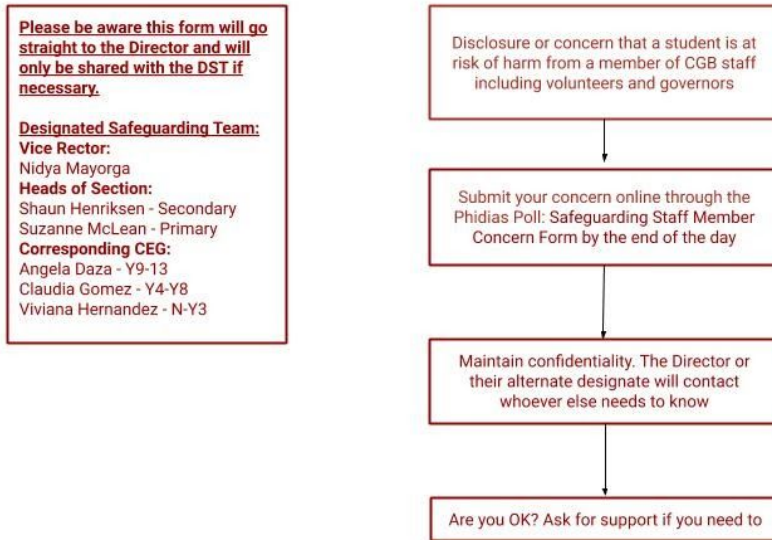 Please be aware this form will go
straight to the Director and will
only be shared with the DST if
necessary.
Designated Safeguarding Team:
Vice Rector:
Nidya Mayorga
Heads of Section:
Shaun Henriksen - Secondary
Suzanne McLean - Primary
Corresponding CEG:
Angela Daza - Y9-13
Claudia Gomez - Y4-Y8
Viviana Hernandez - N-Y3
Disclosure or concern that a student is at
risk of harm from a member of CGB staff
including volunteers and governors
Submit your concern online through the
Phidias Poll: Safeguarding Staff Member
Concern Form by the end of the day
Maintain confidentiality. The Director or
their alternate designate will contact
whoever else needs to know
Are you OK? Ask for support if you need to